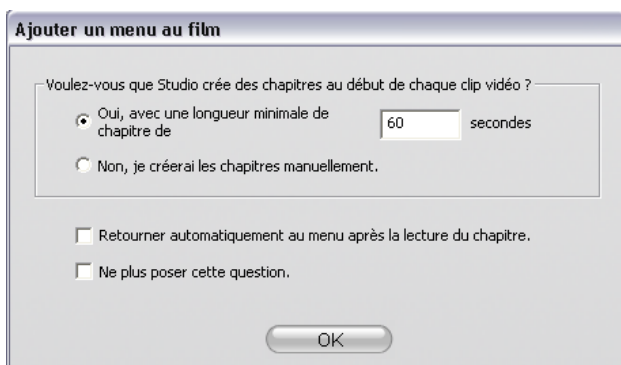 Ajouter un menu au film
Voulez-vous que Studio crée des chapitres au début de chaque clip vidéo ?
Oui, avec une longueur minimale de
chapitre de
60 secondes
Non, je créerai les chapitres manuellement.
Retourner automatiquement au menu après la lecture du chapitre.
Ne plus poser cette question.
OK